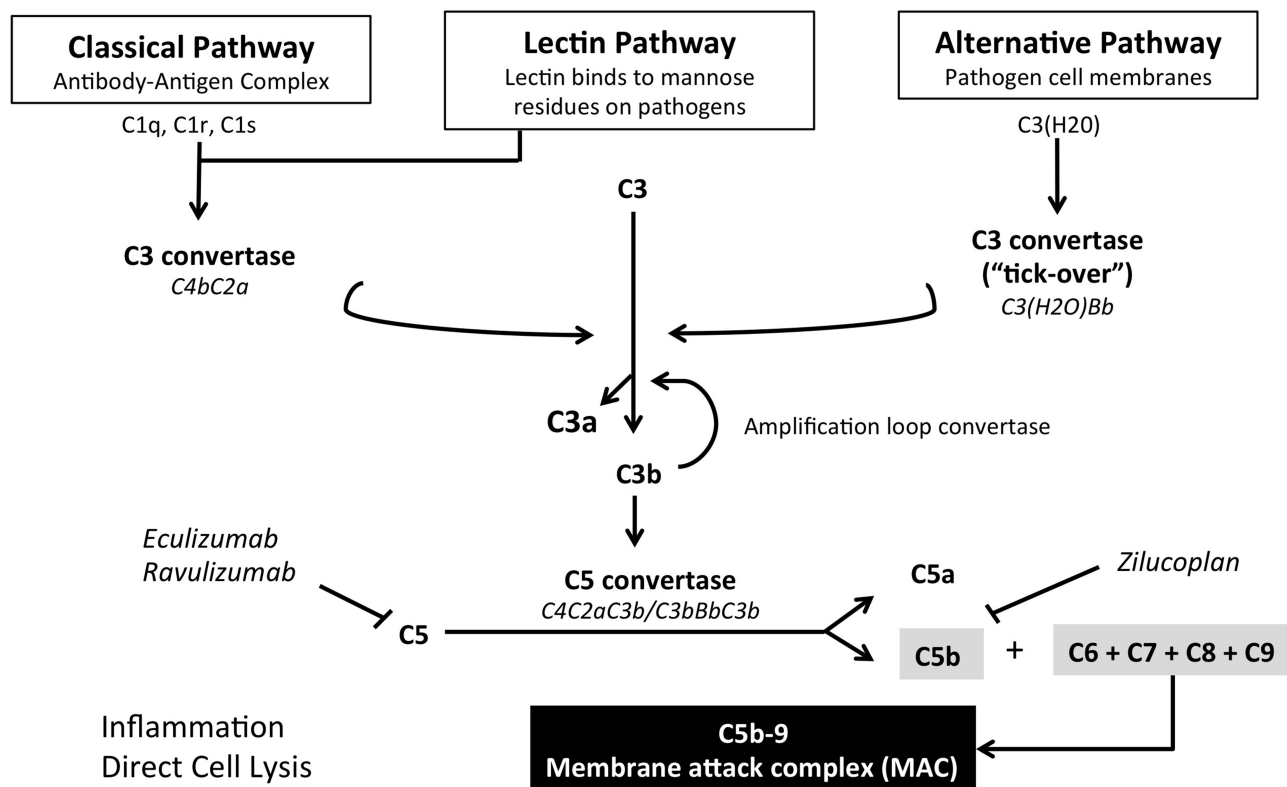 Classical Pathway
Antibody-Antigen Complex
Lectin Pathway
Lectin binds to mannose
residues on pathogens
Alternative Pathway
Pathogen cell membranes
C1q, C1r, C1s
C3(H20)
C3
C3 convertase
C4bC2a
C3 convertase
(“tick-over”)
C3(H2O)Bb
C3a
Amplification loop convertase
C3b
Eculizumab
Ravulizumab
C5 convertase
C4C2aC3b/C3bBbC3b
C5a
Zilucoplan
C5
C5b
+
C6 + C7 + C8 + C9
Inflammation
Direct Cell Lysis
C5b-9
Membrane attack complex (MAC)